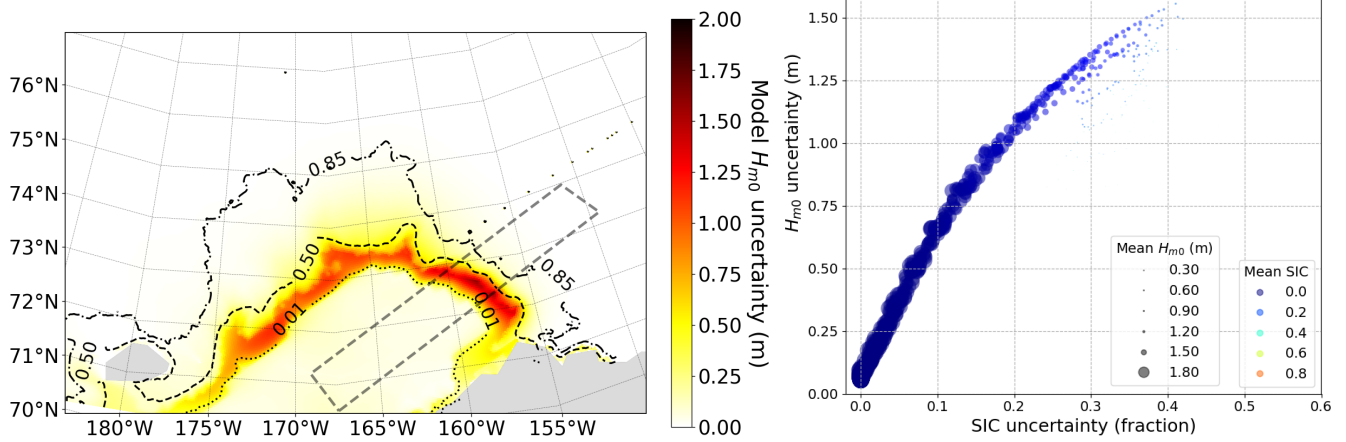 76°N
75°N
74°N
73°N
72°N
71°N
70°N
180°W
175°W
170°W
165°W
160°W
155°W
0.85
0.50
0.01
0.01
0.85
0.50
2.00
1.75
1.50
1.25
1.00
0.75
0.50
0.25
0.00
Model Hm0 uncertainty (m)
Hm0 uncertainty (m)
1.50
1.25
1.00
0.75
0.50
0.25
0.00
0.0
0.1
0.2
0.3
0.4
0.5
0.6
SIC uncertainty (fraction)
Mean Hm0 (m)
0.30
0.60
0.90
1.20
1.50
1.80
Mean SIC
0.0
0.2
0.4
0.6
0.8